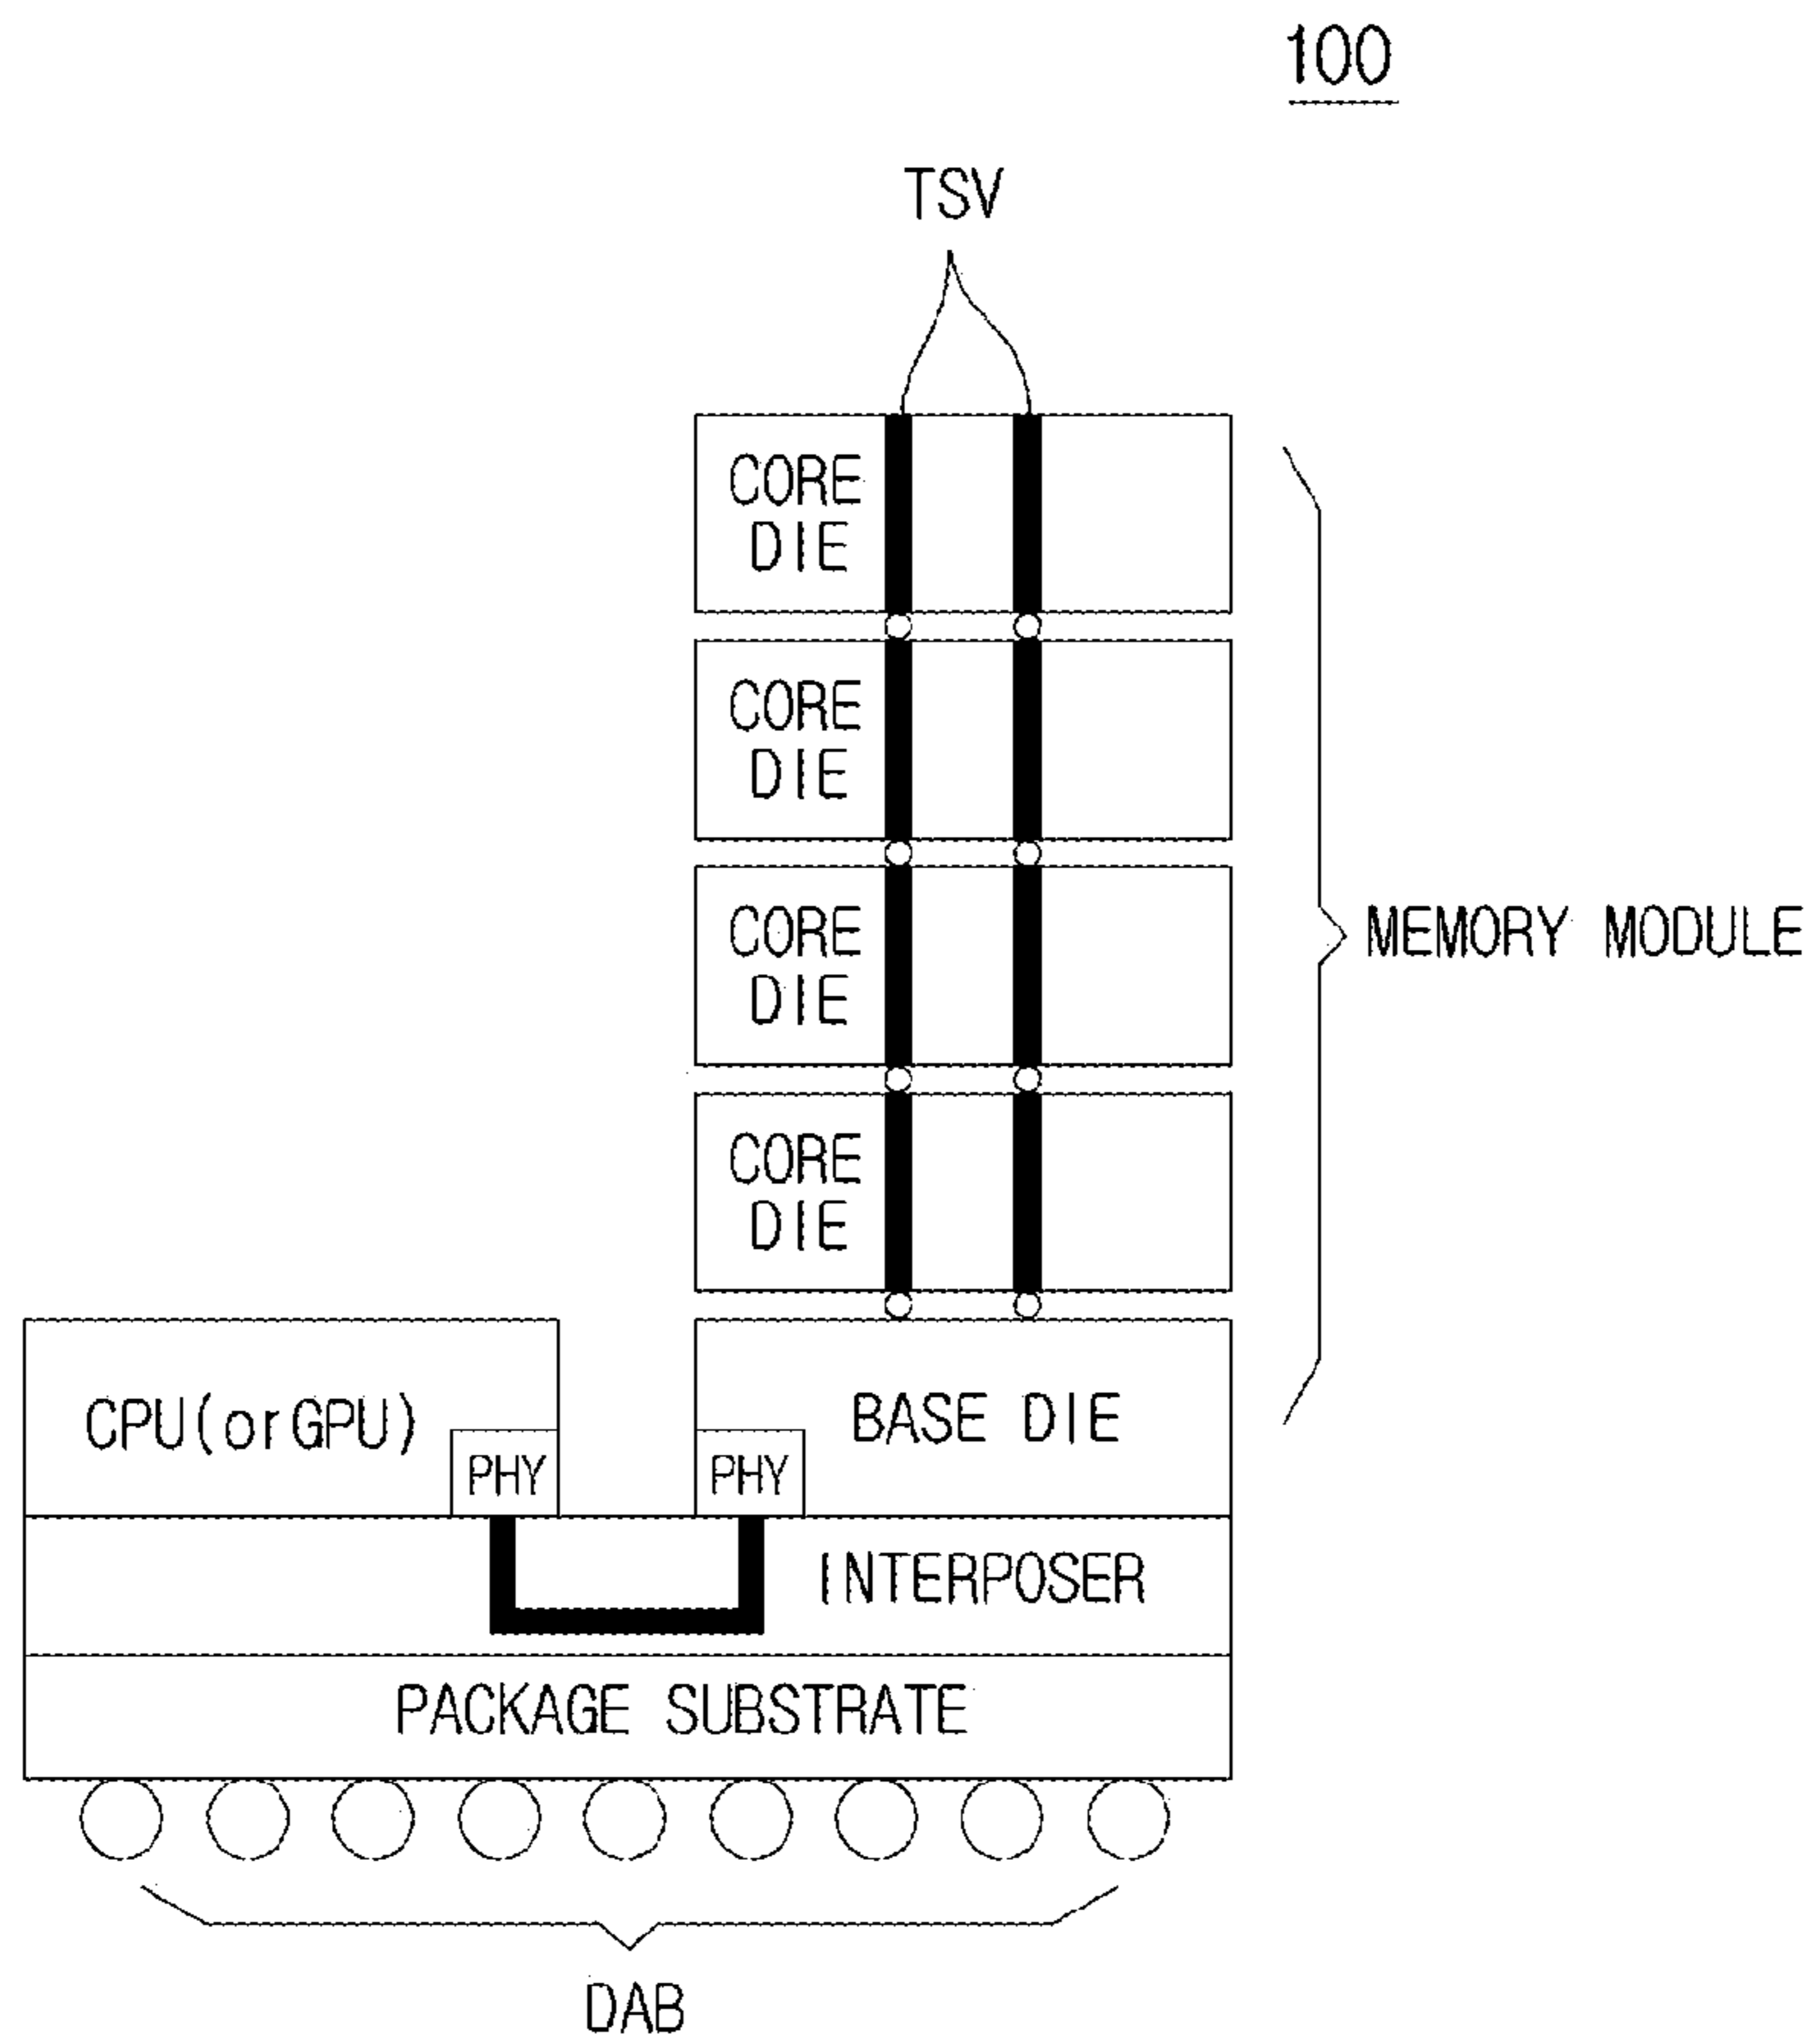 100
TSV
CORE
DIE
CORE
DIE
CORE
DIE
MEMORY MODULE
CORE
DIE
CPU(or GPU)
BASE DIE
PHY
PHY
INTERPOSER
PACKAGE SUBSTRATE
DAB